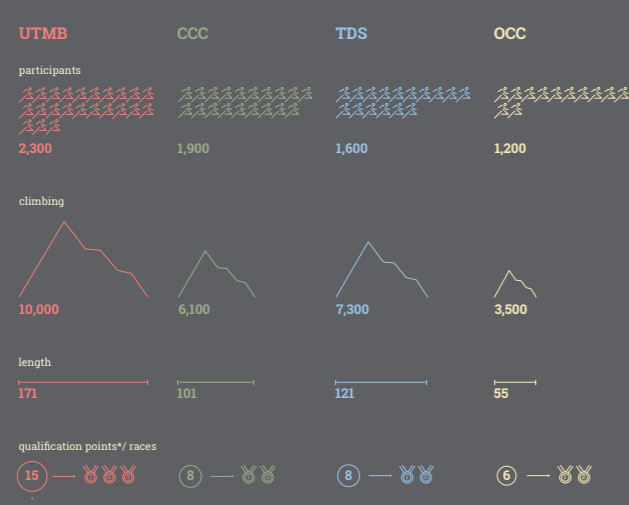 UTMB CCC TDS OCC
participants
2,300 1,900 1,600 1,200
climbing
10,000 6,100 7,300 3,500
length
171 101 121 55
qualification points*/ races
15 8 8 6